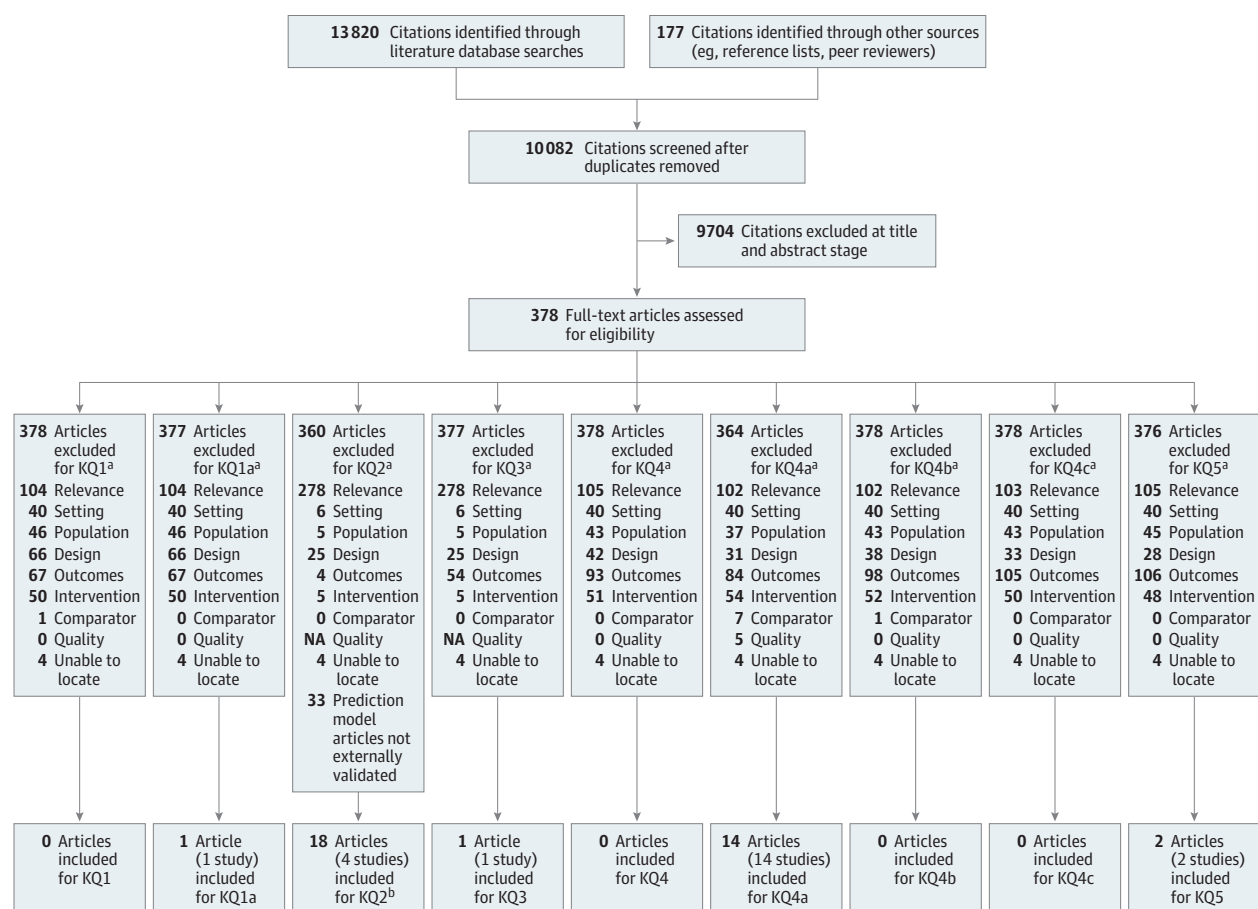 13 820 Citations identified through
literature database searches
177 Citations identified through other sources
(eg, reference lists, peer reviewers)
10 082 Citations screened after
duplicates removed
9704 Citations excluded at title
and abstract stage
378 Full-text articles assessed
for eligibility
378 Articles
excluded
for KQ1a
104 Relevance
40 Setting
46 Population
66 Design
67 Outcomes
50 Intervention
1 Comparator
0 Quality
4 Unable to
locate
377 Articles
excluded
for KQ1aa
104 Relevance
40 Setting
46 Population
66 Design
67 Outcomes
50 Intervention
0 Comparator
0 Quality
4 Unable to
locate
360 Articles
excluded
for KQ2a
278 Relevance
6 Setting
5 Population
25 Design
4 Outcomes
5 Intervention
0 Comparator
NA Quality
4 Unable to
locate
33 Prediction
model
articles not
externally
validated
377 Articles
excluded
for KQ3a
278 Relevance
6 Setting
5 Population
25 Design
54 Outcomes
5 Intervention
0 Comparator
NA Quality
4 Unable to
locate
378 Articles
excluded
for KQ4a
105 Relevance
40 Setting
43 Population
42 Design
93 Outcomes
51 Intervention
0 Comparator
0 Quality
4 Unable to
locate
364 Articles
excluded
for KQ4aa
102 Relevance
40 Setting
37 Population
31 Design
84 Outcomes
54 Intervention
7 Comparator
5 Quality
4 Unable to
locate
378 Articles
excluded
for KQ4ba
102 Relevance
40 Setting
43 Population
38 Design
98 Outcomes
52 Intervention
1 Comparator
0 Quality
4 Unable to
locate
378 Articles
excluded
for KQ4ca
103 Relevance
40 Setting
43 Population
33 Design
105 Outcomes
50 Intervention
0 Comparator
0 Quality
4 Unable to
locate
376 Articles
excluded
for KQ5a
105 Relevance
40 Setting
45 Population
28 Design
106 Outcomes
48 Intervention
0 Comparator
0 Quality
4 Unable to
locate
0 Articles
included
for KQ1
1 Article
(1 study)
included
for KQ1a
18 Articles
(4 studies)
included
for KQ2b
1 Article
(1 study)
included
for KQ3
0 Articles
included
for KQ4
14 Articles
(14 studies)
included
for KQ4a
0 Articles
included
for KQ4b
0 Articles
included
for KQ4c
2 Articles
(2 studies)
included
for KQ5